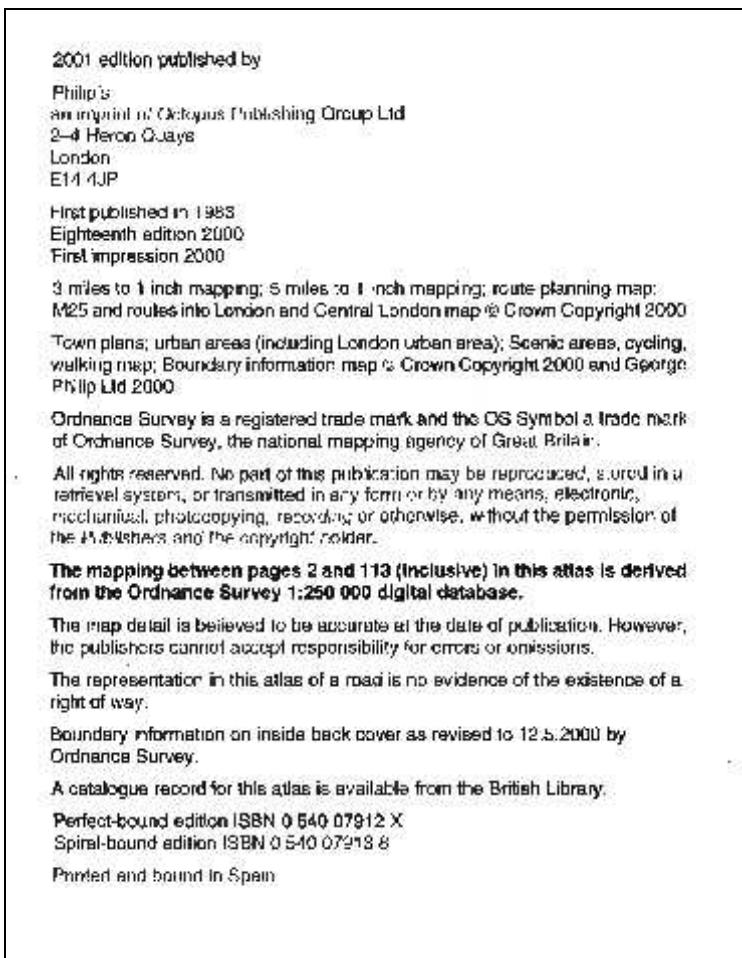 2001 edition published by
Philip's
an imprint of Octopus Publishing Group Ltd
2–4 Heron Quays
London
E14 4JP
First published in 1983
Eighteenth edition 2000
First impression 2000
3 miles to 1 inch mapping; 5 miles to 1 inch mapping; route planning map;
M25 and routes into London and Central London map © Crown Copyright 2000
Town plans; urban areas (including London urban area); Scenic areas, cycling,
walking map; Boundary information map © Crown Copyright 2000 and George
Philip Ltd 2000
Ordnance Survey is a registered trade mark and the OS Symbol a trade mark
of Ordnance Survey, the national mapping agency of Great Britain.
All rights reserved. No part of this publication may be reproduced, stored in a
retrieval system, or transmitted in any form or by any means, electronic,
mechanical, photocopying, recording or otherwise, without the permission of
the Publishers and the copyright holder.
The mapping between pages 2 and 113 (inclusive) in this atlas is derived
from the Ordnance Survey 1:250 000 digital database.
The map detail is believed to be accurate at the date of publication. However,
the publishers cannot accept responsibility for errors or omissions.
The representation in this atlas of a road is no evidence of the existence of a
right of way.
Boundary information on inside back cover as revised to 12.5.2000 by
Ordnance Survey.
A catalogue record for this atlas is available from the British Library.
Perfect-bound edition ISBN 0 540 07912 X
Spiral-bound edition ISBN 0 540 07913 8
Printed and bound in Spain